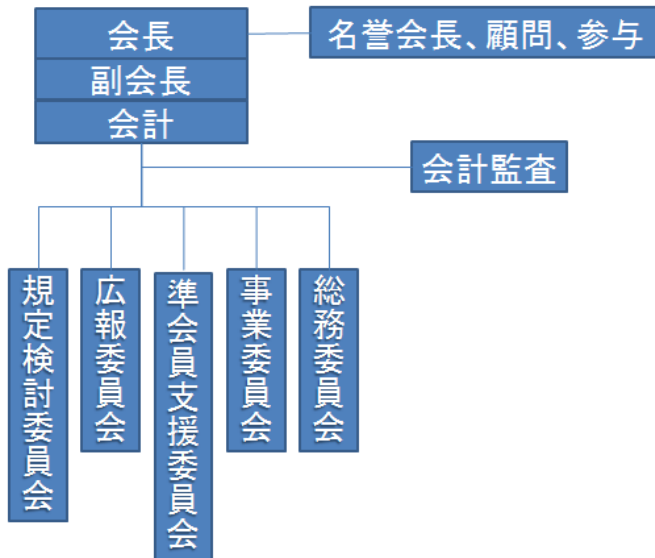 会長
名誉会長、顧問、参与
副会長
会計
会計監査
規定検討委員会
広報委員会
準会員支援委員会
事業委員会
総務委員会